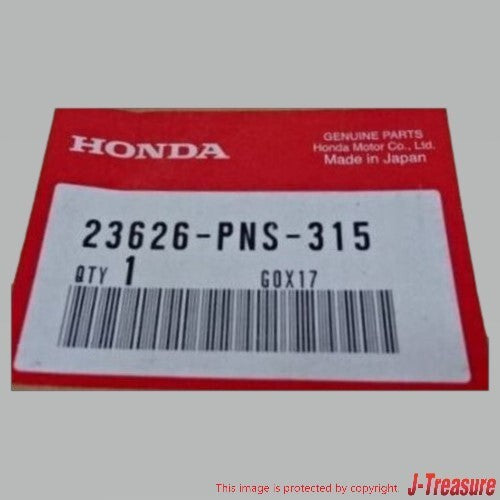 HONDA
GENUINE PARTS
Honda Motor Co., Ltd.
Made in Japan
23626-PNS-315
QTY 1 GOX17
J-Treasure
This image is protected by copyright.